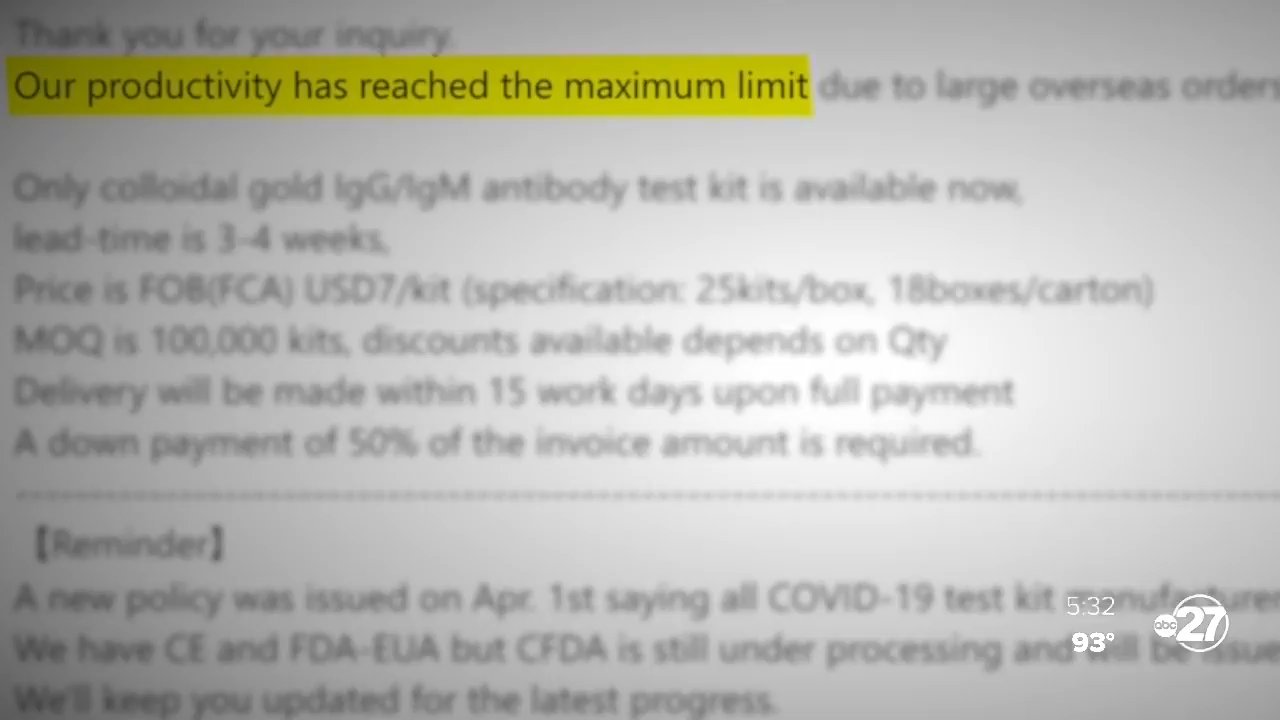 Thank you for your inquiry.
Our productivity has reached the maximum limit due to large overseas orders
Only colloidal gold IgG/IgM antibody test kit is available now,
lead-time is 3-4 weeks,
Price is FOB(FCA) USD7/kit (specification: 25kits/box, 18boxes/carton)
MOQ is 100,000 kits, discounts available depends on Qty
Delivery will be made within 15 work days upon full payment
A down payment of 50% of the invoice amount is required.
【Reminder】
A new policy was issued on Apr. 1st saying all COVID-19 test kit
5:32
We have CE and FDA-EUA but CFDA is still under processing and will be
93°
abc 27
We'll keep you updated for the latest progress.